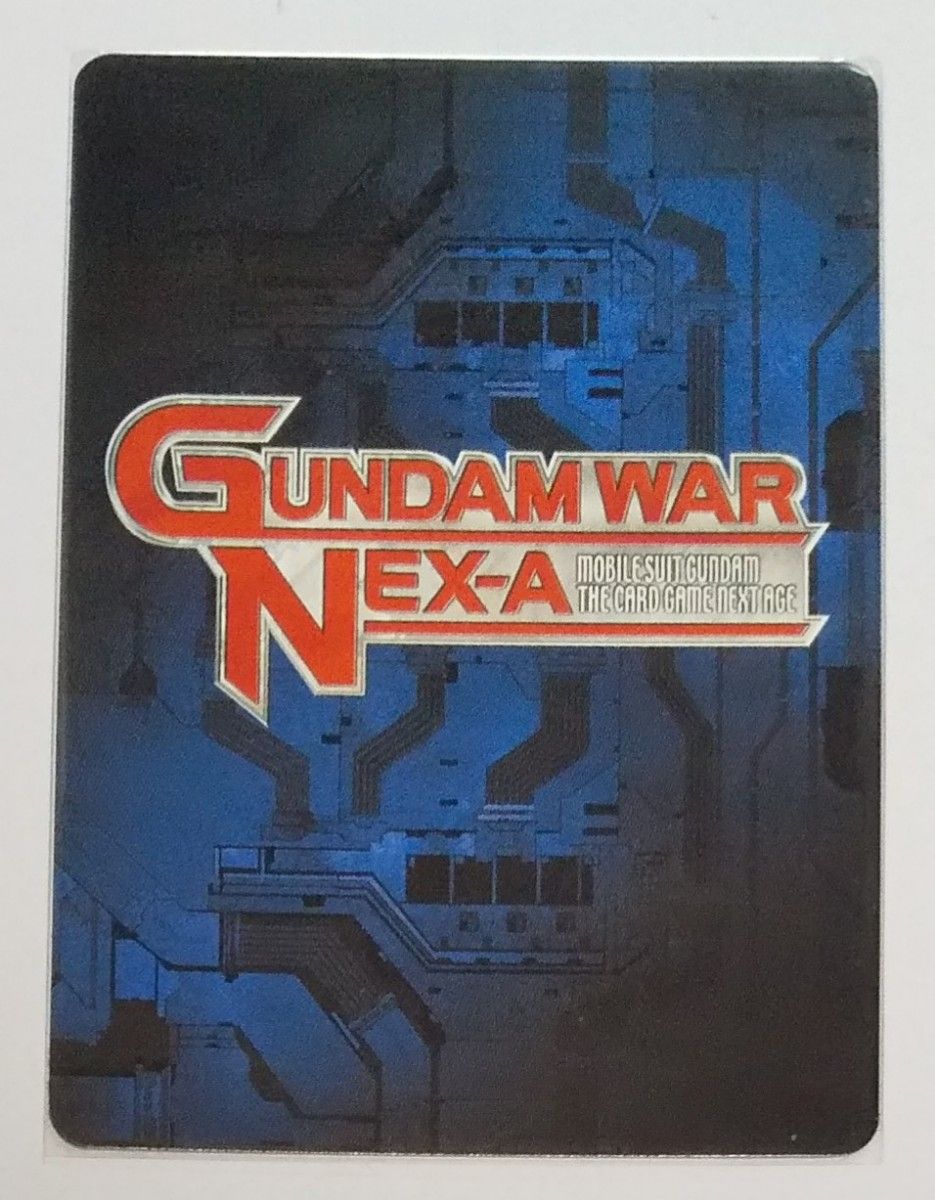 GUNDAM WAR
NEX-A
MOBILE SUIT GUNDAM
THE CARD GAME NEXT AGE